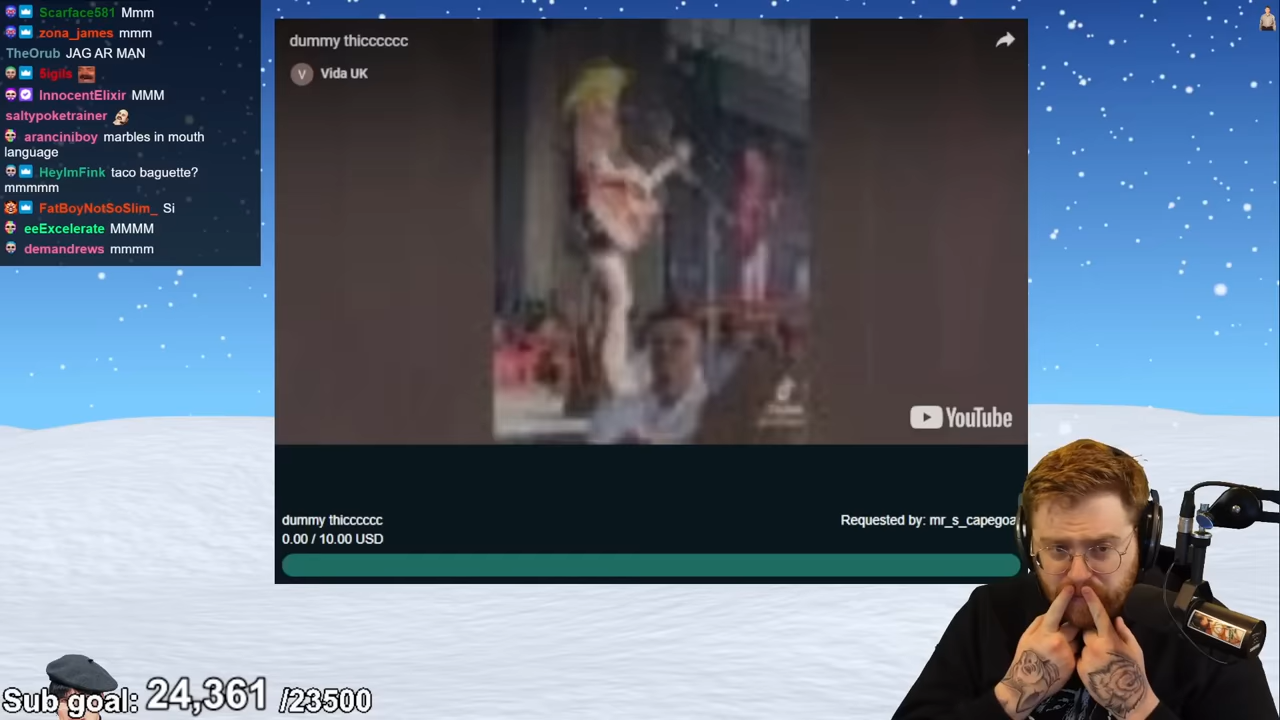 Scarface581 Mmm
zona_james mmm
TheOrub JAG AR MAN
5igils
InnocentElixir MMM
saltypoketrainer
aranciniboy marbles in mouth
language
HeyImFink taco baguette?
mmmmm
FatBoyNotSoSlim_ Si
eeExcelerate MMMM
demandrews mmmm
dummy thicccccc
V Vida UK
YouTube
dummy thicccccc
Requested by: mr_s_capegoa
0.00 / 10.00 USD
Sub goal: 24,361 /23500